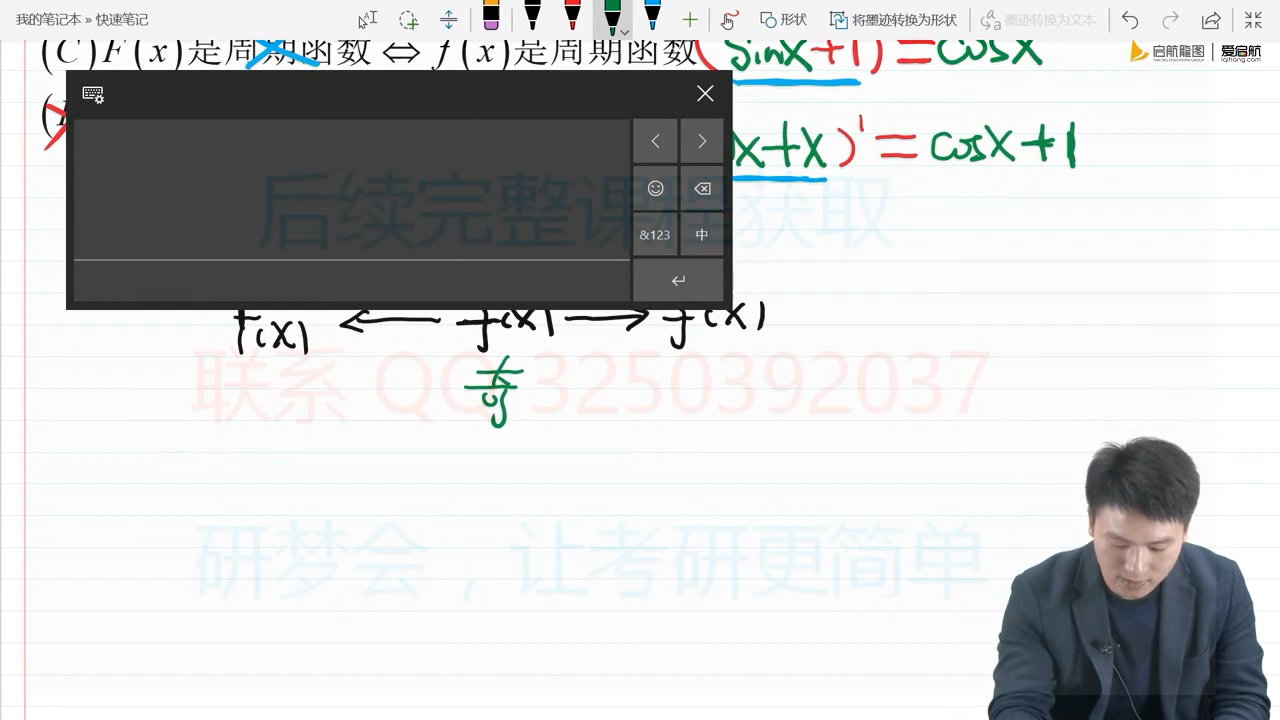 我的笔记本 » 快速笔记
形状
将墨迹转换为形状
墨迹转换为文本
(C)F(x)是周期函数⇔f(x)是周期函数(sinx+1)=cosx
启航龍图 | 爱启航
iqihang.com
x+x)'=cosx+1
&123
中
后续完整课程获取
f(x) ← f(x) → f(x)
联系 QQ 3250392037
研梦会，让考研更简单